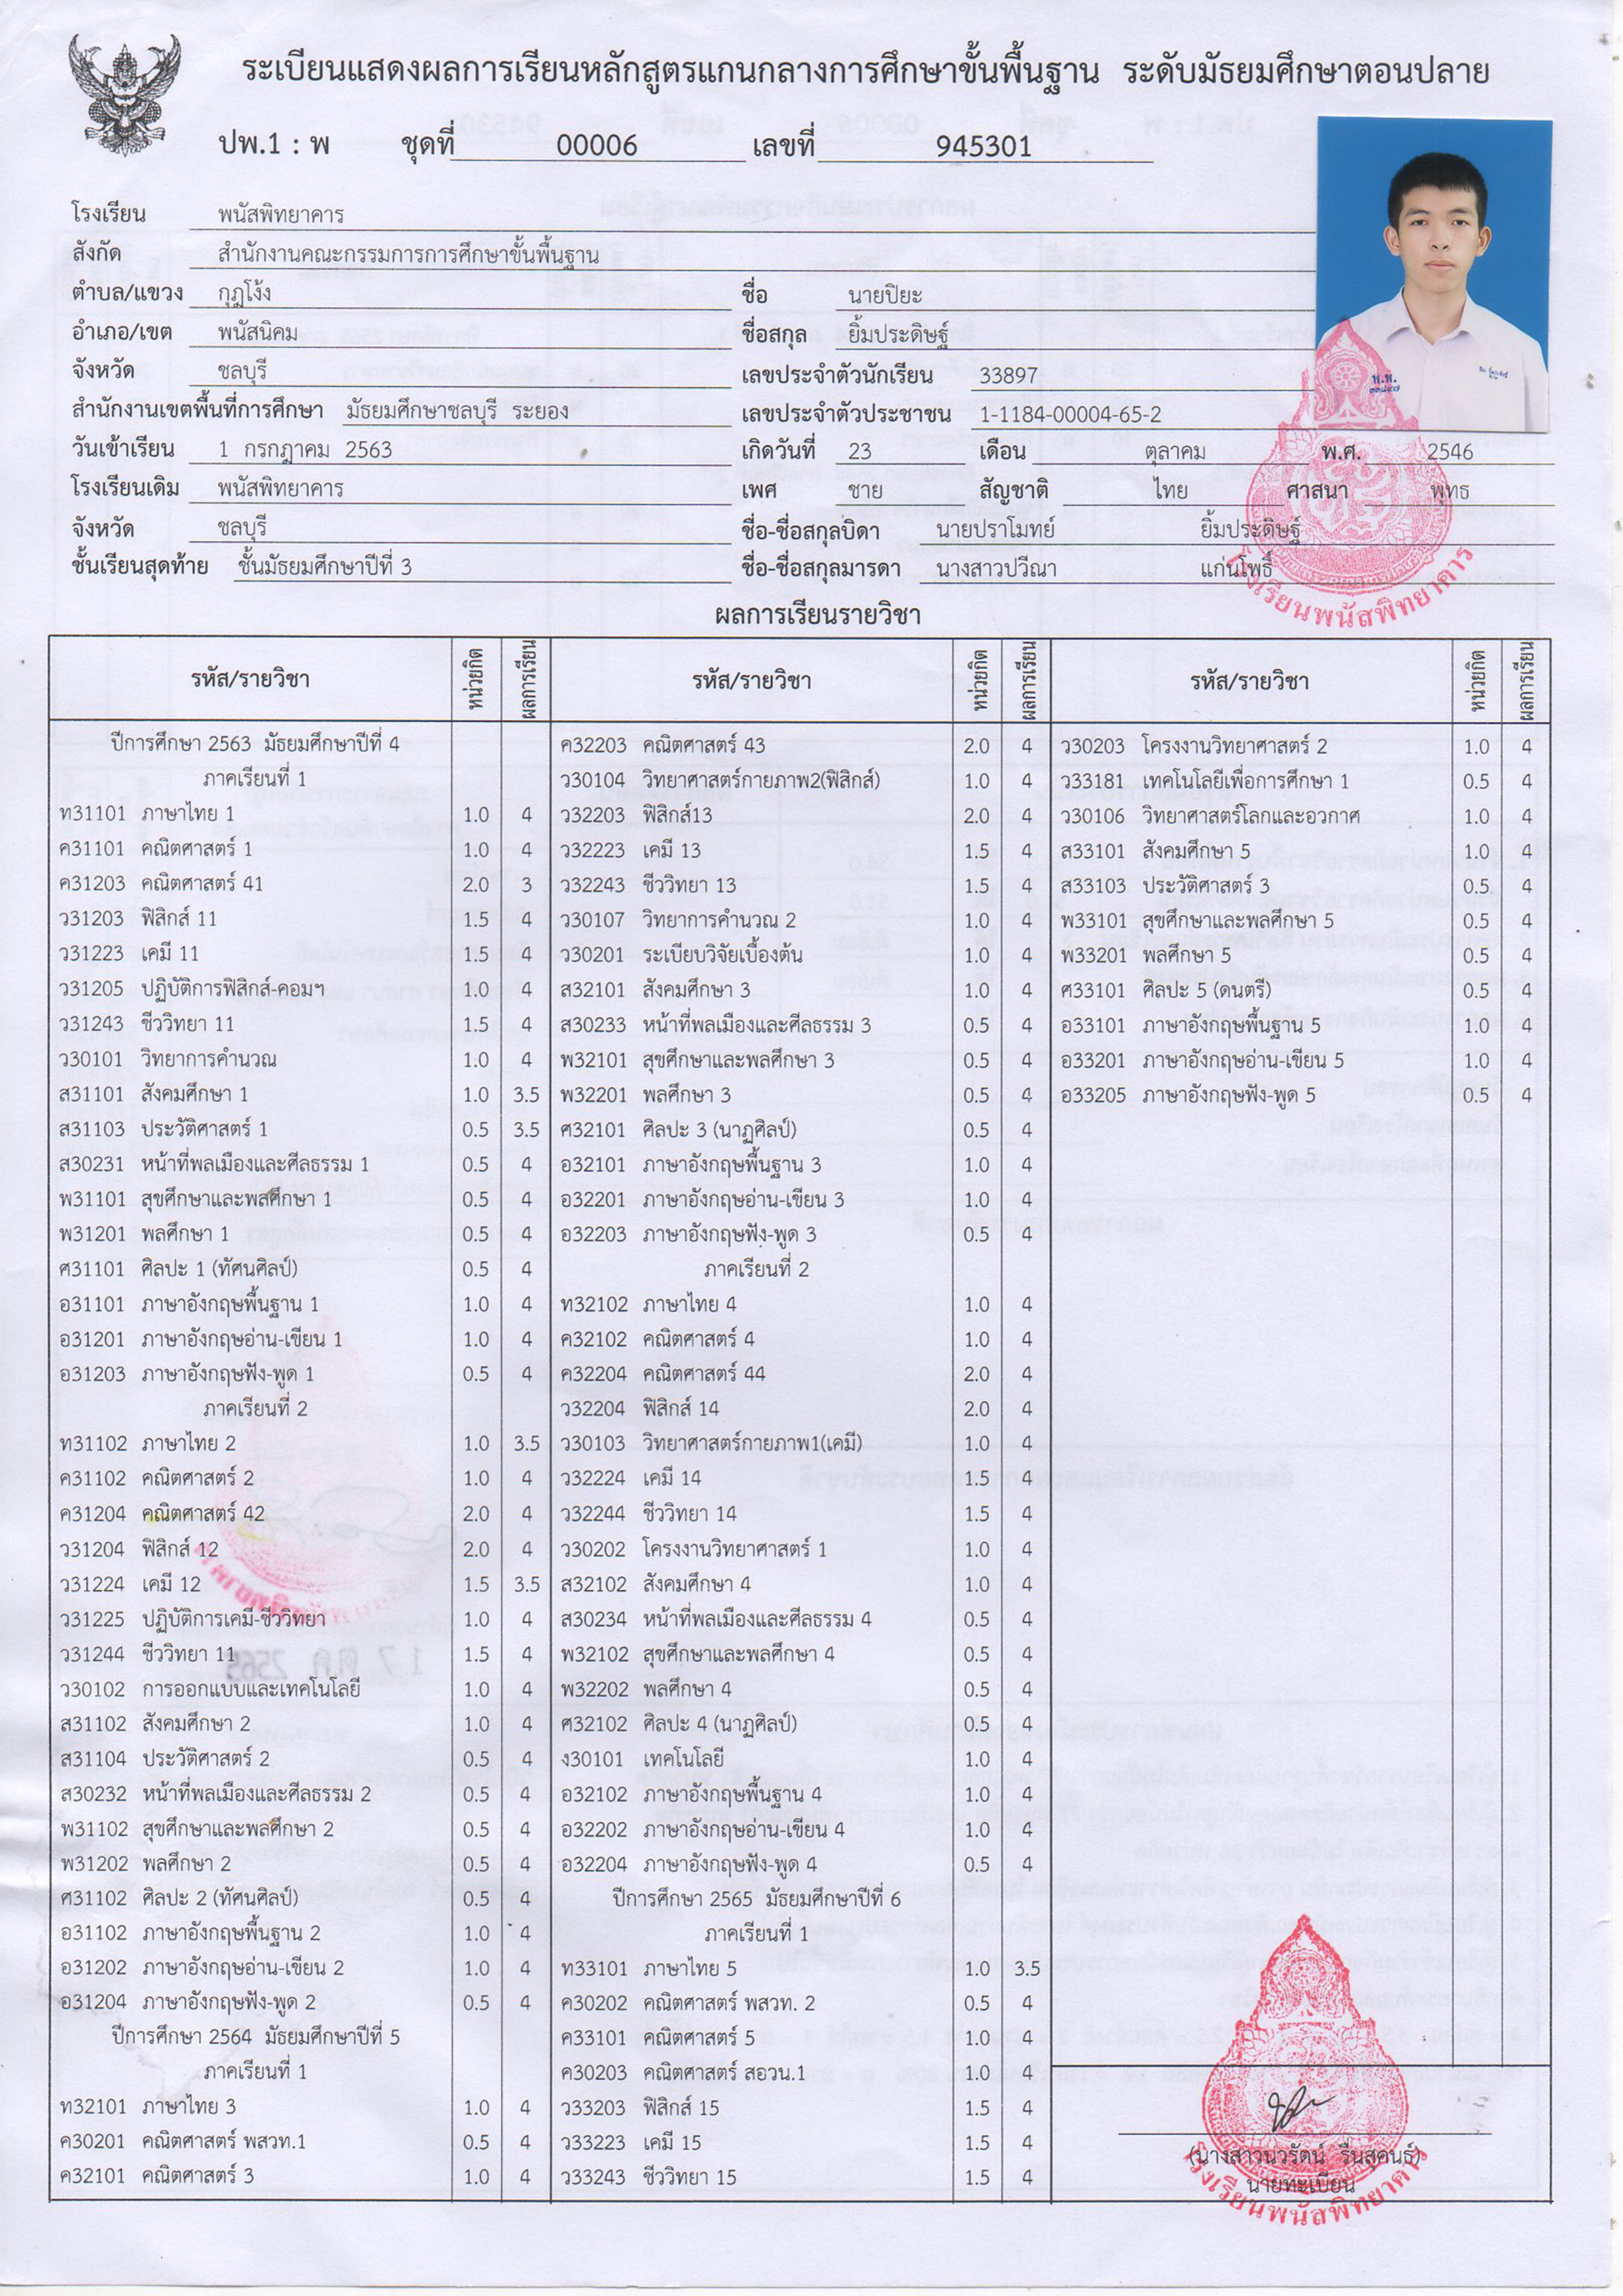 ระเบียนแสดงผลการเรียนหลักสูตรแกนกลางการศึกษาขั้นพื้นฐาน ระดับมัธยมศึกษาตอนปลาย
ปพ.1 : พ ชุดที่ 00006 เลขที่ 945301
โรงเรียน พนัสพิทยาคาร
สังกัด สำนักงานคณะกรรมการการศึกษาขั้นพื้นฐาน
ตำบล/แขวง กุฎโง้ง
อำเภอ/เขต พนัสนิคม
จังหวัด ชลบุรี
สำนักงานเขตพื้นที่การศึกษา มัธยมศึกษาชลบุรี ระยอง
วันเข้าเรียน 1 กรกฎาคม 2563
โรงเรียนเดิม พนัสพิทยาคาร
จังหวัด ชลบุรี
ชั้นเรียนสุดท้าย ชั้นมัธยมศึกษาปีที่ 3
ชื่อ นายปิยะ
ชื่อสกุล ยิ้มประดิษฐ์
เลขประจำตัวนักเรียน 33897
เลขประจำตัวประชาชน 1-1184-00004-65-2
เกิดวันที่ 23 เดือน ตุลาคม พ.ศ. 2546
เพศ ชาย สัญชาติ ไทย ศาสนา พุทธ
ชื่อ-ชื่อสกุลบิดา นายปราโมทย์ ยิ้มประดิษฐ์
ชื่อ-ชื่อสกุลมารดา นางสาวปวีณา แก่นโพธิ์
พ.พ.
โรงเรียนพนัสพิทยาคาร
ผลการเรียนรายวิชา
รหัส/รายวิชา หน่วยกิต ผลการเรียน
ปีการศึกษา 2563 มัธยมศึกษาปีที่ 4
ภาคเรียนที่ 1
ท31101 ภาษาไทย 1 1.0 4
ค31101 คณิตศาสตร์ 1 1.0 4
ค31203 คณิตศาสตร์ 41 2.0 3
ว31203 ฟิสิกส์ 11 1.5 4
ว31223 เคมี 11 1.5 4
ว31205 ปฏิบัติการฟิสิกส์-คอมฯ 1.0 4
ว31243 ชีววิทยา 11 1.5 4
ว30101 วิทยาการคำนวณ 1.0 4
ส31101 สังคมศึกษา 1 1.0 3.5
ส31103 ประวัติศาสตร์ 1 0.5 3.5
ส30231 หน้าที่พลเมืองและศีลธรรม 1 0.5 4
พ31101 สุขศึกษาและพลศึกษา 1 0.5 4
พ31201 พลศึกษา 1 0.5 4
ศ31101 ศิลปะ 1 (ทัศนศิลป์) 0.5 4
อ31101 ภาษาอังกฤษพื้นฐาน 1 1.0 4
อ31201 ภาษาอังกฤษอ่าน-เขียน 1 1.0 4
อ31203 ภาษาอังกฤษฟัง-พูด 1 0.5 4
ภาคเรียนที่ 2
ท31102 ภาษาไทย 2 1.0 3.5
ค31102 คณิตศาสตร์ 2 1.0 4
ค31204 คณิตศาสตร์ 42 2.0 4
ว31204 ฟิสิกส์ 12 2.0 4
ว31224 เคมี 12 1.5 3.5
ว31225 ปฏิบัติการเคมี-ชีววิทยา 1.0 4
ว31244 ชีววิทยา 11 1.5 4
ว30102 การออกแบบและเทคโนโลยี 1.0 4
ส31102 สังคมศึกษา 2 1.0 4
ส31104 ประวัติศาสตร์ 2 0.5 4
ส30232 หน้าที่พลเมืองและศีลธรรม 2 0.5 4
พ31102 สุขศึกษาและพลศึกษา 2 0.5 4
พ31202 พลศึกษา 2 0.5 4
ศ31102 ศิลปะ 2 (ทัศนศิลป์) 0.5 4
อ31102 ภาษาอังกฤษพื้นฐาน 2 1.0 4
อ31202 ภาษาอังกฤษอ่าน-เขียน 2 1.0 4
อ31204 ภาษาอังกฤษฟัง-พูด 2 0.5 4
ปีการศึกษา 2564 มัธยมศึกษาปีที่ 5
ภาคเรียนที่ 1
ท32101 ภาษาไทย 3 1.0 4
ค30201 คณิตศาสตร์ พสวท.1 0.5 4
ค32101 คณิตศาสตร์ 3 1.0 4
รหัส/รายวิชา หน่วยกิต ผลการเรียน
ค32203 คณิตศาสตร์ 43 2.0 4
ว30104 วิทยาศาสตร์กายภาพ2(ฟิสิกส์) 1.0 4
ว32203 ฟิสิกส์13 2.0 4
ว32223 เคมี 13 1.5 4
ว32243 ชีววิทยา 13 1.5 4
ว30107 วิทยาการคำนวณ 2 1.0 4
ว30201 ระเบียบวิจัยเบื้องต้น 1.0 4
ส32101 สังคมศึกษา 3 1.0 4
ส30233 หน้าที่พลเมืองและศีลธรรม 3 0.5 4
พ32101 สุขศึกษาและพลศึกษา 3 0.5 4
พ32201 พลศึกษา 3 0.5 4
ศ32101 ศิลปะ 3 (นาฏศิลป์) 0.5 4
อ32101 ภาษาอังกฤษพื้นฐาน 3 1.0 4
อ32201 ภาษาอังกฤษอ่าน-เขียน 3 1.0 4
อ32203 ภาษาอังกฤษฟัง-พูด 3 0.5 4
ภาคเรียนที่ 2
ท32102 ภาษาไทย 4 1.0 4
ค32102 คณิตศาสตร์ 4 1.0 4
ค32204 คณิตศาสตร์ 44 2.0 4
ว32204 ฟิสิกส์ 14 2.0 4
ว30103 วิทยาศาสตร์กายภาพ1(เคมี) 1.0 4
ว32224 เคมี 14 1.5 4
ว32244 ชีววิทยา 14 1.5 4
ว30202 โครงงานวิทยาศาสตร์ 1 1.0 4
ส32102 สังคมศึกษา 4 1.0 4
ส30234 หน้าที่พลเมืองและศีลธรรม 4 0.5 4
พ32102 สุขศึกษาและพลศึกษา 4 0.5 4
พ32202 พลศึกษา 4 0.5 4
ศ32102 ศิลปะ 4 (นาฏศิลป์) 0.5 4
ง30101 เทคโนโลยี 1.0 4
อ32102 ภาษาอังกฤษพื้นฐาน 4 1.0 4
อ32202 ภาษาอังกฤษอ่าน-เขียน 4 1.0 4
อ32204 ภาษาอังกฤษฟัง-พูด 4 0.5 4
ปีการศึกษา 2565 มัธยมศึกษาปีที่ 6
ภาคเรียนที่ 1
ท33101 ภาษาไทย 5 1.0 3.5
ค30202 คณิตศาสตร์ พสวท. 2 0.5 4
ค33101 คณิตศาสตร์ 5 1.0 4
ค30203 คณิตศาสตร์ สอวน.1 1.0 4
ว33203 ฟิสิกส์ 15 1.5 4
ว33223 เคมี 15 1.5 4
ว33243 ชีววิทยา 15 1.5 4
รหัส/รายวิชา หน่วยกิต ผลการเรียน
ว30203 โครงงานวิทยาศาสตร์ 2 1.0 4
ว33181 เทคโนโลยีเพื่อการศึกษา 1 0.5 4
ว30106 วิทยาศาสตร์โลกและอวกาศ 1.0 4
ส33101 สังคมศึกษา 5 1.0 4
ส33103 ประวัติศาสตร์ 3 0.5 4
พ33101 สุขศึกษาและพลศึกษา 5 0.5 4
พ33201 พลศึกษา 5 0.5 4
ศ33101 ศิลปะ 5 (ดนตรี) 0.5 4
อ33101 ภาษาอังกฤษพื้นฐาน 5 1.0 4
อ33201 ภาษาอังกฤษอ่าน-เขียน 5 1.0 4
อ33205 ภาษาอังกฤษฟัง-พูด 5 0.5 4
(นางสาวนวรัตน์ รื่นสุคนธ์)
นายทะเบียน
โรงเรียนพนัสพิทยาคาร